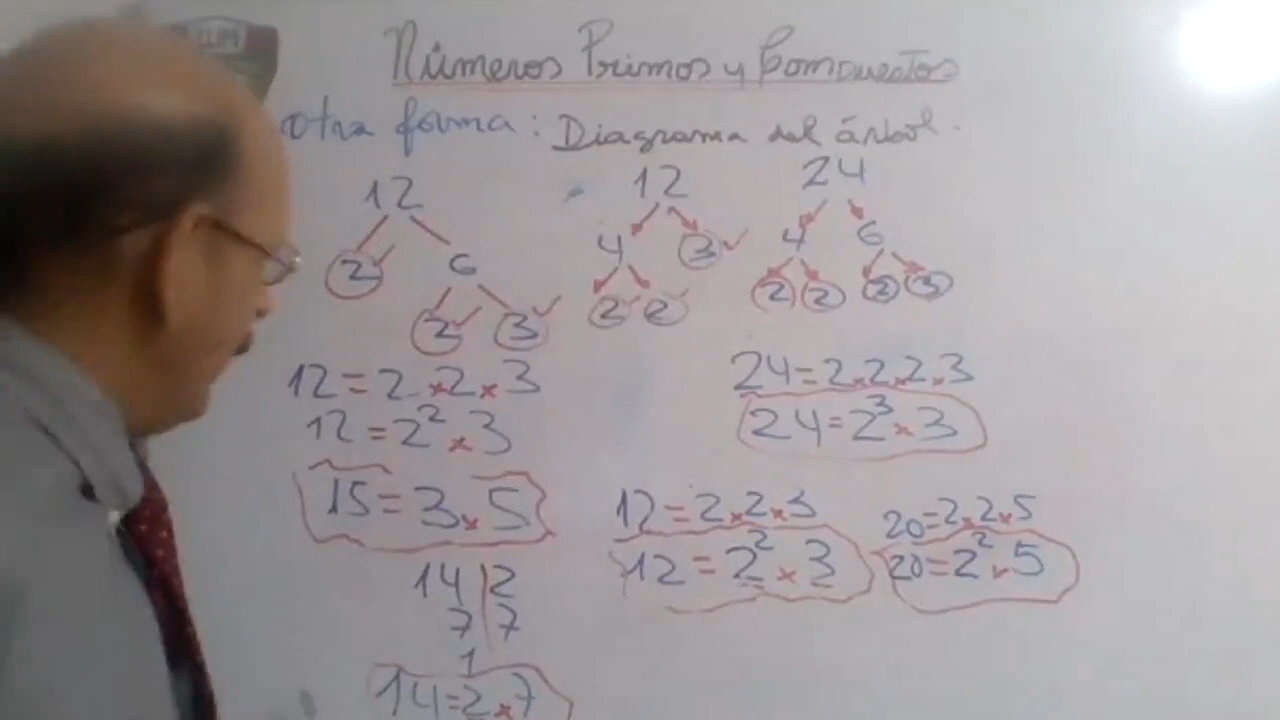 Números Primos y Compuestos
otra forma: Diagrama del árbol.
12
2 6
2 3
12 = 2 x 2 x 3
12 = 2² x 3
12
4 3
2 2
24
4 6
2 2 2 3
24 = 2 x 2 x 2 x 3
24 = 2³ x 3
15 = 3 x 5
14 | 2
7 | 7
1
14 = 2 x 7
12 = 2 x 2 x 3
12 = 2² x 3
20 = 2 x 2 x 5
20 = 2² x 5